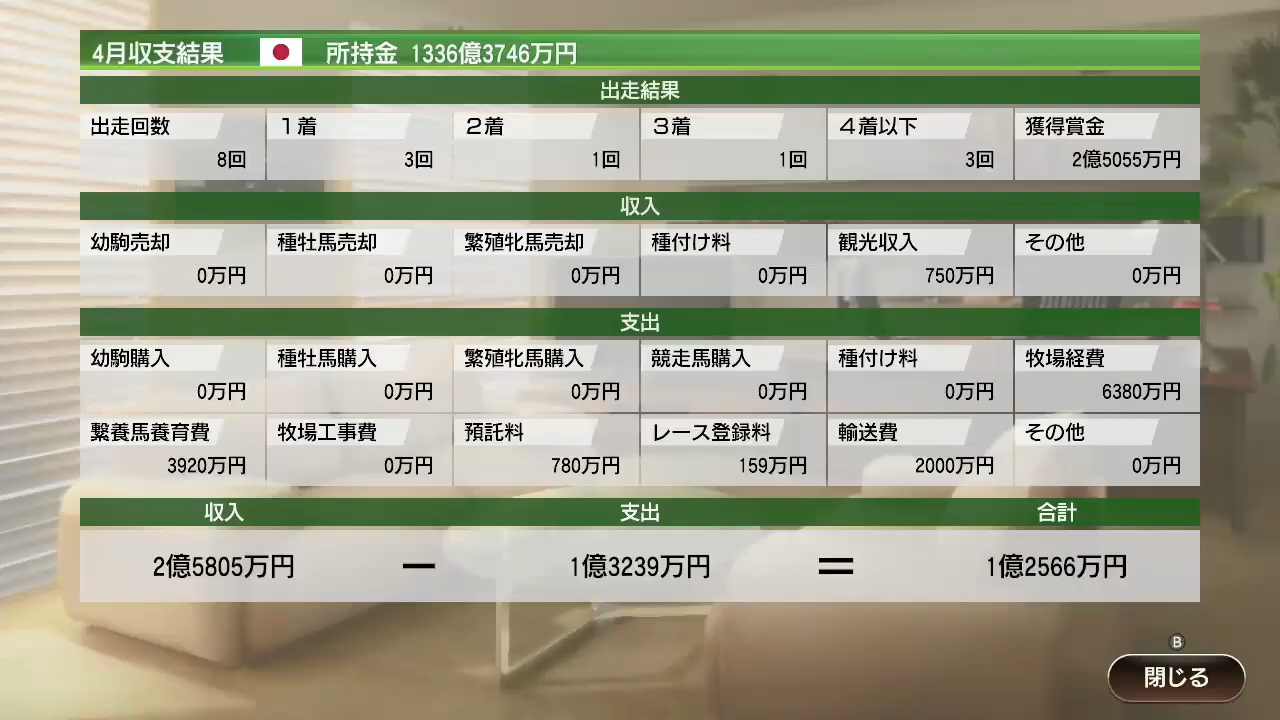 4月収支結果 所持金 1336億3746万円
出走結果
出走回数 1着 2着 3着 4着以下 獲得賞金
8回 3回 1回 1回 3回 2億5055万円
収入
幼駒売却 種牡馬売却 繁殖牝馬売却 種付け料 観光収入 その他
0万円 0万円 0万円 0万円 750万円 0万円
支出
幼駒購入 種牡馬購入 繁殖牝馬購入 競走馬購入 種付け料 牧場経費
0万円 0万円 0万円 0万円 0万円 6380万円
繋養馬養育費 牧場工事費 預託料 レース登録料 輸送費 その他
3920万円 0万円 780万円 159万円 2000万円 0万円
収入 支出 合計
2億5805万円 － 1億3239万円 ＝ 1億2566万円
B
閉じる